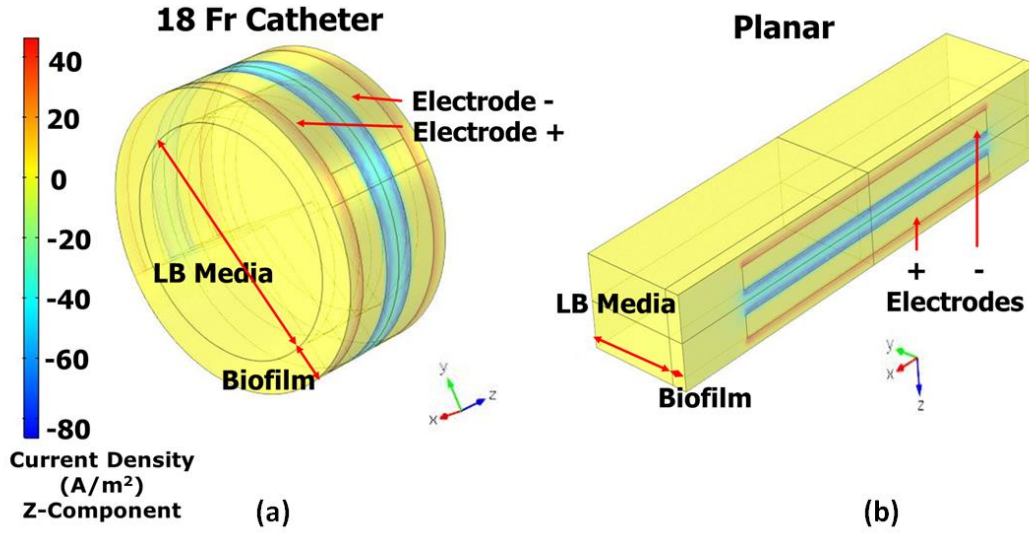 18 Fr Catheter
40
20
0
-20
-40
-60
-80
Current Density
(A/m²)
Z-Component
Electrode -
Electrode +
LB Media
Biofilm
y
x
z
(a)
Planar
LB Media
Biofilm
+ -
Electrodes
y
x
z
(b)